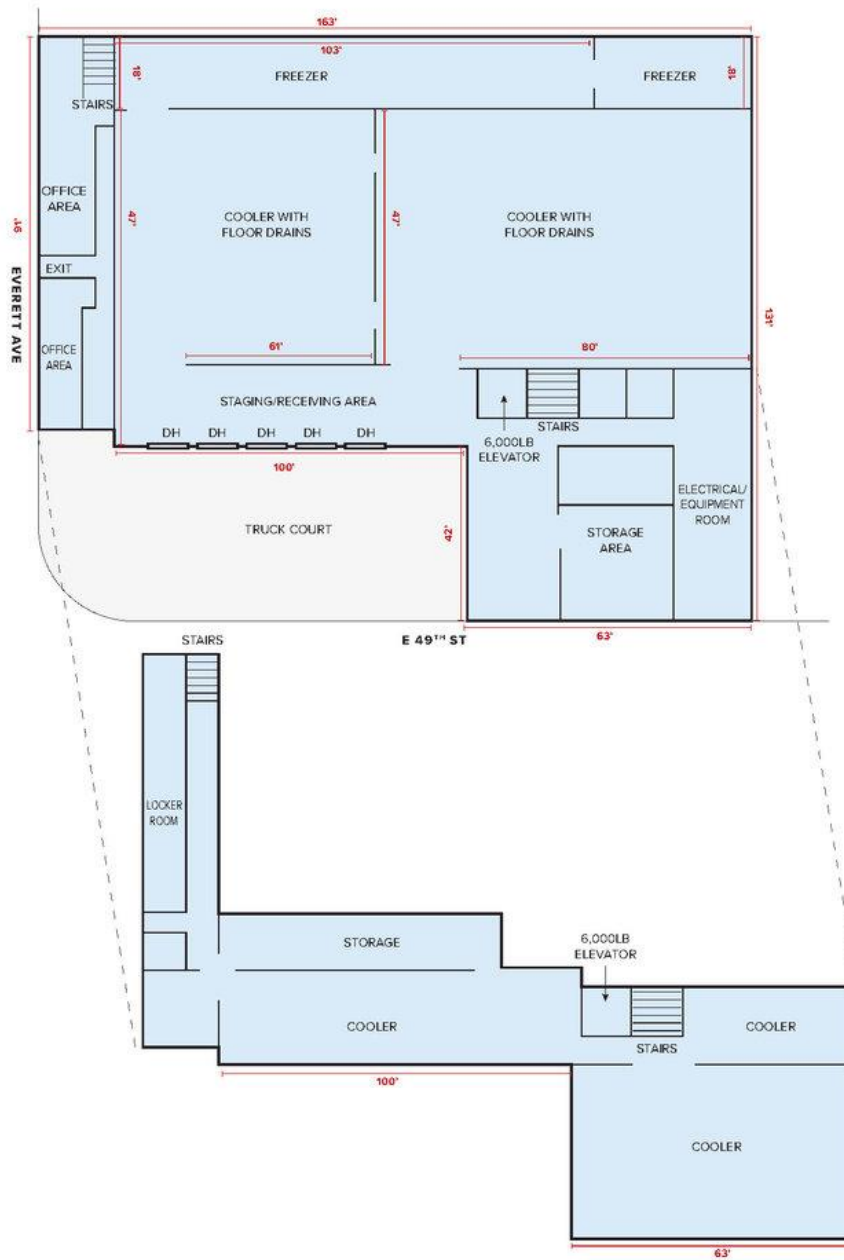 163'
103'
18'
FREEZER
FREEZER
18'
STAIRS
OFFICE
AREA
47'
COOLER WITH
FLOOR DRAINS
47'
COOLER WITH
FLOOR DRAINS
91'
EVERETT AVE
EXIT
131'
OFFICE
AREA
61'
80'
STAGING/RECEIVING AREA
DH
DH
DH
DH
DH
STAIRS
6,000LB
ELEVATOR
100'
ELECTRICAL/
EQUIPMENT
ROOM
TRUCK COURT
42'
STORAGE
AREA
E 49TH ST
63'
STAIRS
LOCKER
ROOM
STORAGE
6,000LB
ELEVATOR
COOLER
COOLER
STAIRS
100'
COOLER
63'